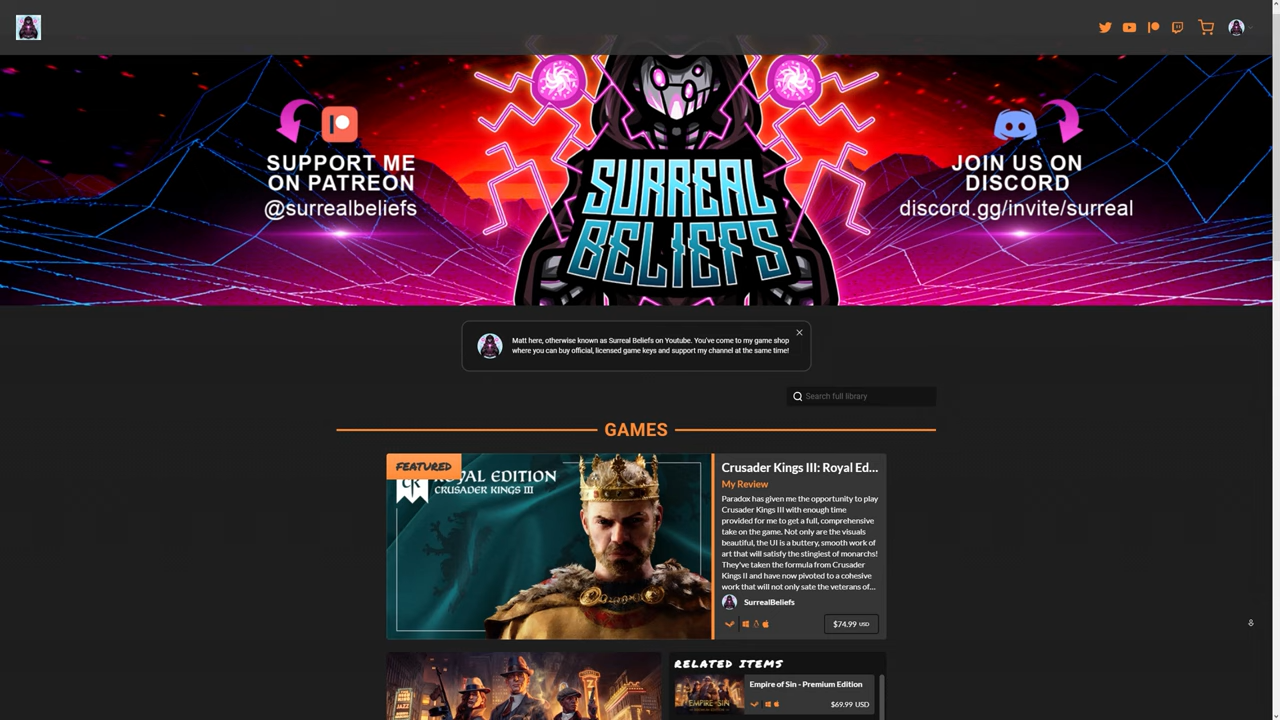 SUPPORT ME
ON PATREON
@surrealbeliefs
SURREAL
BELIEFS
JOIN US ON
DISCORD
discord.gg/invite/surreal
Matt here, otherwise known as Surreal Beliefs on Youtube. You've come to my game shop
where you can buy official, licensed game keys and support my channel at the same time!
Search full library
GAMES
FEATURED
ROYAL EDITION
CRUSADER KINGS III
Crusader Kings III: Royal Ed...
My Review
Paradox has given me the opportunity to play
Crusader Kings III with enough time
provided for me to get a full, comprehensive
take on the game. Not only are the visuals
beautiful, the UI is a buttery, smooth work of
art that will satisfy the stingiest of monarchs!
They've taken the formula from Crusader
Kings II and have now pivoted to a cohesive
work that will not only sate the veterans of...
SurrealBeliefs
$74.99 USD
JAZZ
RELATED ITEMS
EMPIRE OF SIN
Empire of Sin - Premium Edition
$69.99 USD